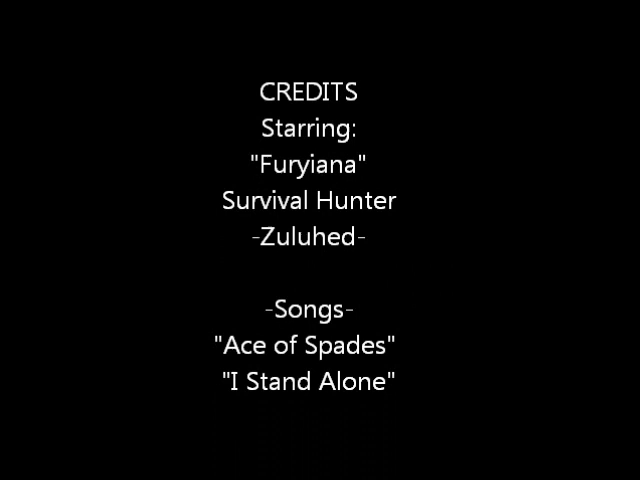 CREDITS
Starring:
"Furyiana"
Survival Hunter
-Zuluhed-
-Songs-
"Ace of Spades"
"I Stand Alone"